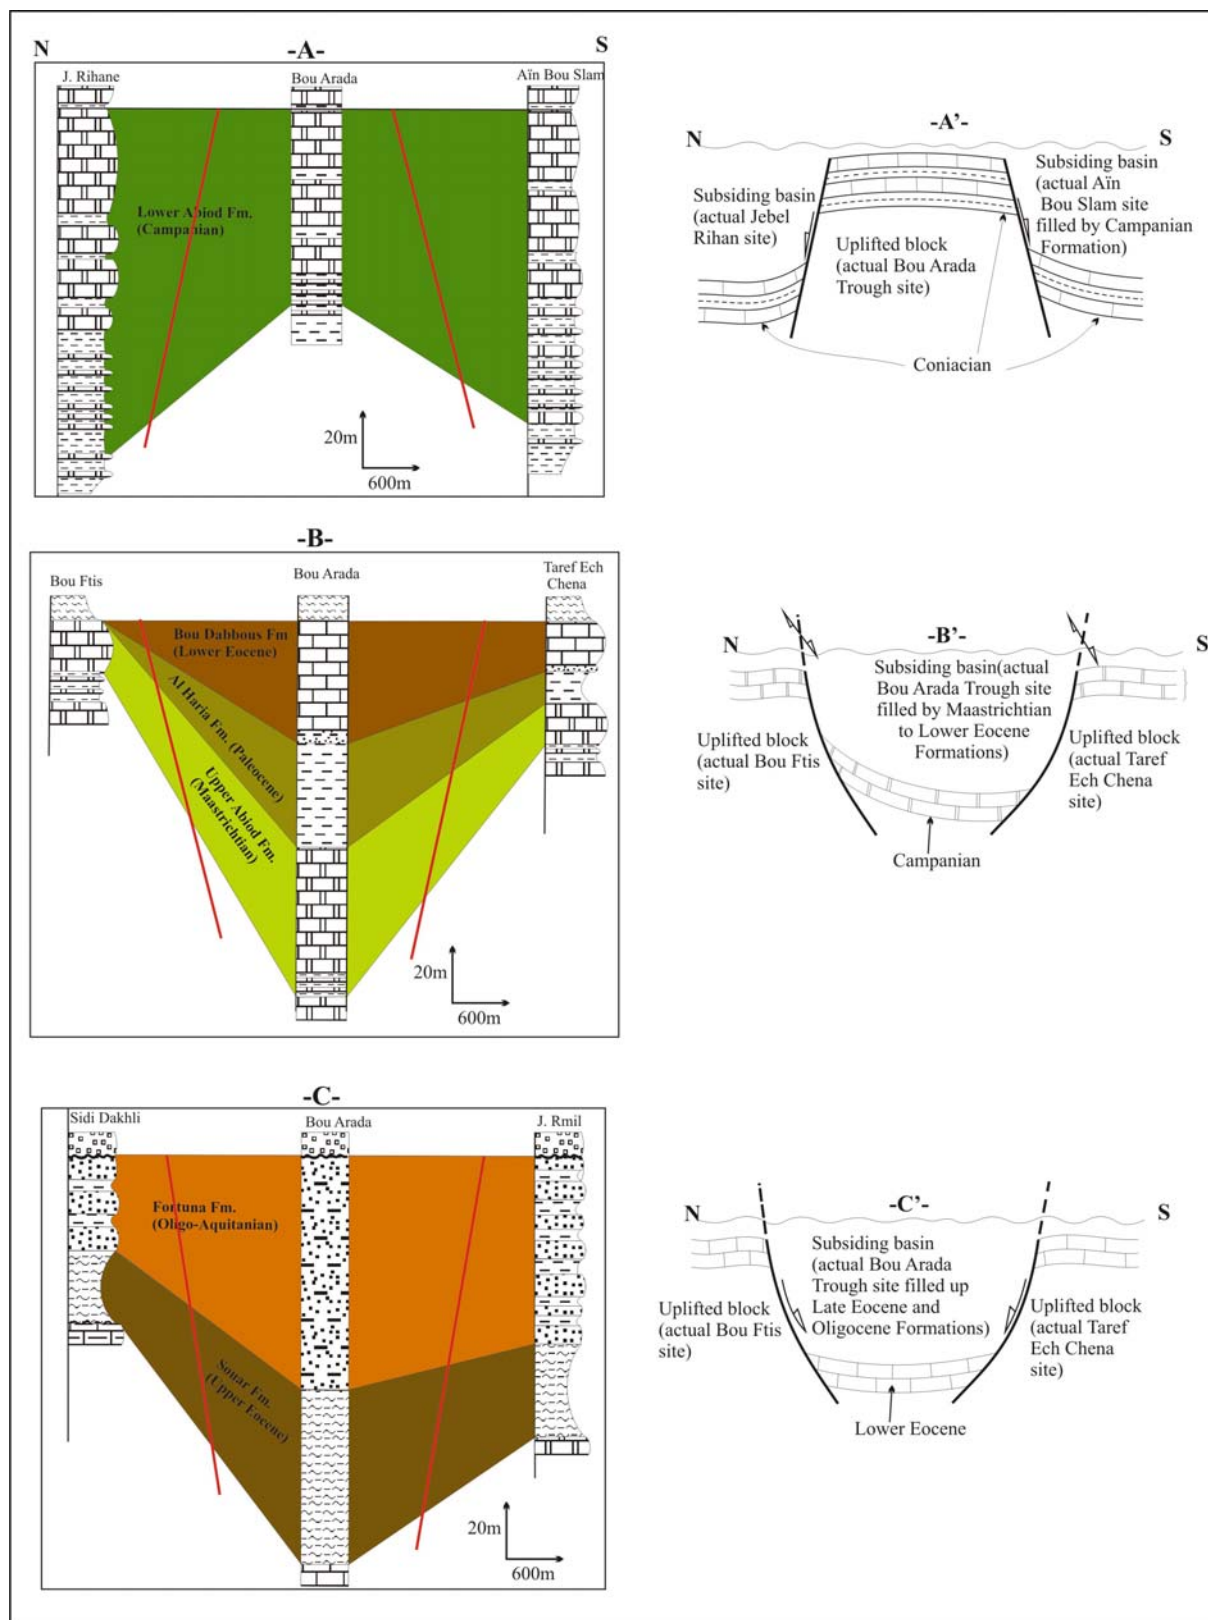 N
-A-
S
J. Rihane
Bou Arada
Aïn Bou Slam
Lower Abiod Fm.
(Campanian)
20m
600m
-A'-
N
S
Subsiding basin
(actual Jebel
Rihan site)
Uplifted block
(actual Bou Arada
Trough site)
Subsiding basin
(actual Aïn
Bou Slam site
filled by Campanian
Formation)
Coniacian
-B-
Bou Ftis
Bou Arada
Taref Ech
Chena
Bou Dabbous Fm
(Lower Eocene)
Al Haria Fm. (Paleocene)
Upper Abiod Fm.
(Maastrichtian)
20m
600m
N
-B'-
S
Subsiding basin(actual
Bou Arada Trough site
filled by Maastrichtian
to Lower Eocene
Formations)
Uplifted block
(actual Bou Ftis
site)
Uplifted block
(actual Taref
Ech Chena
site)
Campanian
-C-
Sidi Dakhli
Bou Arada
J. Rmil
Fortuna Fm.
(Oligo-Aquitanian)
Souar Fm.
(Upper Eocene)
20m
600m
N
-C'-
S
Subsiding basin
(actual Bou Arada
Trough site filled up
Late Eocene and
Oligocene Formations)
Uplifted block
(actual Bou Ftis
site)
Uplifted block
(actual Taref
Ech Chena
site)
Lower Eocene